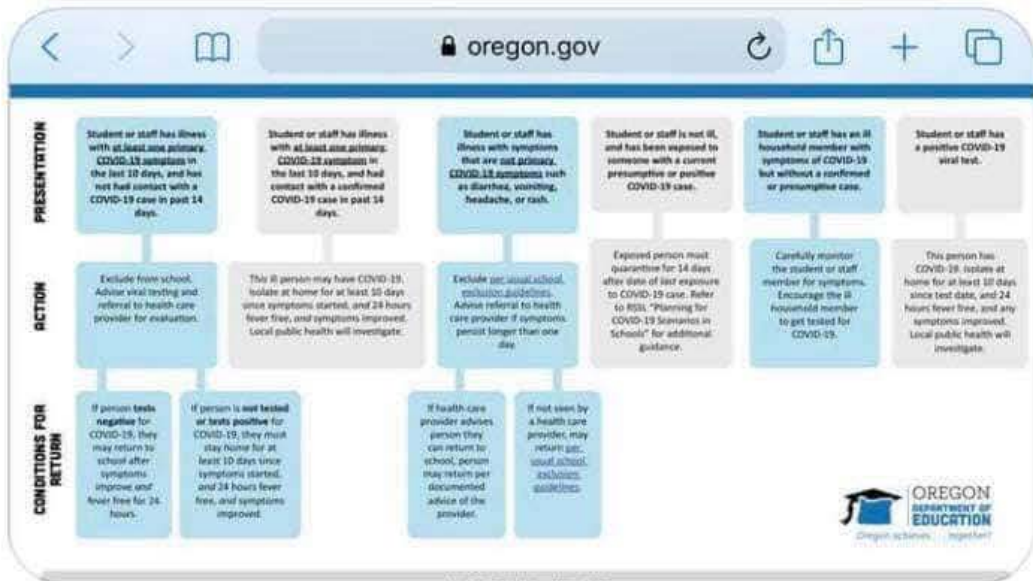 oregon.gov
PRESENTATION
Student or staff has illness
with at least one primary
COVID-19 symptom in
the last 10 days, and has
not had contact with a
COVID-19 case in past 14
days.
Student or staff has illness
with at least one primary
COVID-19 symptom in
the last 10 days, and had
contact with a confirmed
COVID-19 case in past 14
days.
Student or staff has
illness with symptoms
that are not primary
COVID-19 symptoms such
as diarrhea, vomiting,
headache, or rash.
Student or staff is not ill,
and has been exposed to
someone with a current
presumptive or positive
COVID-19 case.
Student or staff has an ill
household member with
symptoms of COVID-19
but without a confirmed
or presumptive case.
Student or staff has
a positive COVID-19
viral test.
ACTION
Exclude from school.
Advise viral testing and
referral to health care
provider for evaluation.
This ill person may have COVID-19.
Isolate at home for at least 10 days
since symptoms started, and 24 hours
fever free, and symptoms improved.
Local public health will investigate.
Exclude per usual school
exclusion guidelines.
Advise referral to health
care provider if symptoms
persist longer than one
day.
Exposed person must
quarantine for 14 days
after date of last exposure
to COVID-19 case. Refer
to RSSL "Planning for
COVID-19 Scenarios in
Schools" for additional
guidance.
Carefully monitor
the student or staff
member for symptoms.
Encourage the ill
household member
to get tested for
COVID-19.
This person has
COVID-19. Isolate at
home for at least 10 days
since test date, and 24
hours fever free, and any
symptoms improved.
Local public health will
investigate.
CONDITIONS FOR
RETURN
If person tests
negative for
COVID-19, they
may return to
school after
symptoms
improve and
fever free for 24
hours.
If person is not tested
or tests positive for
COVID-19, they must
stay home for at
least 10 days since
symptoms started,
and 24 hours fever
free, and symptoms
improved.
If health care
provider advises
person they
can return to
school, person
may return per
documented
advice of the
provider.
If not seen by
a health care
provider, may
return per
usual school
exclusion
guidelines.
OREGON
DEPARTMENT OF
EDUCATION
Oregon achieves ... together!